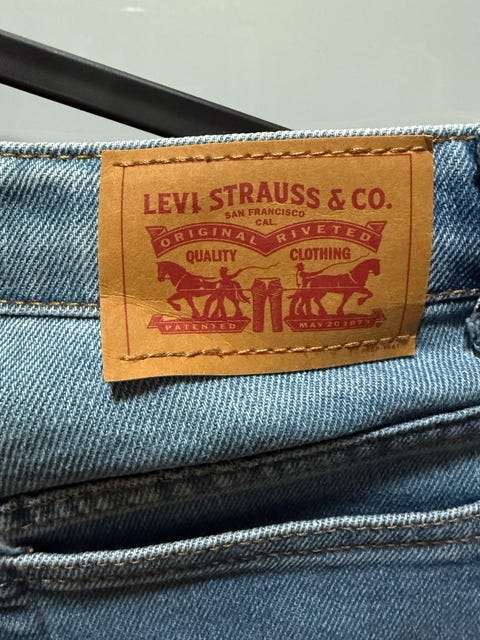 LEVI STRAUSS & CO.
SAN FRANCISCO
CAL.
ORIGINAL RIVETED
QUALITY CLOTHING
PATENTED MAY 20 1873